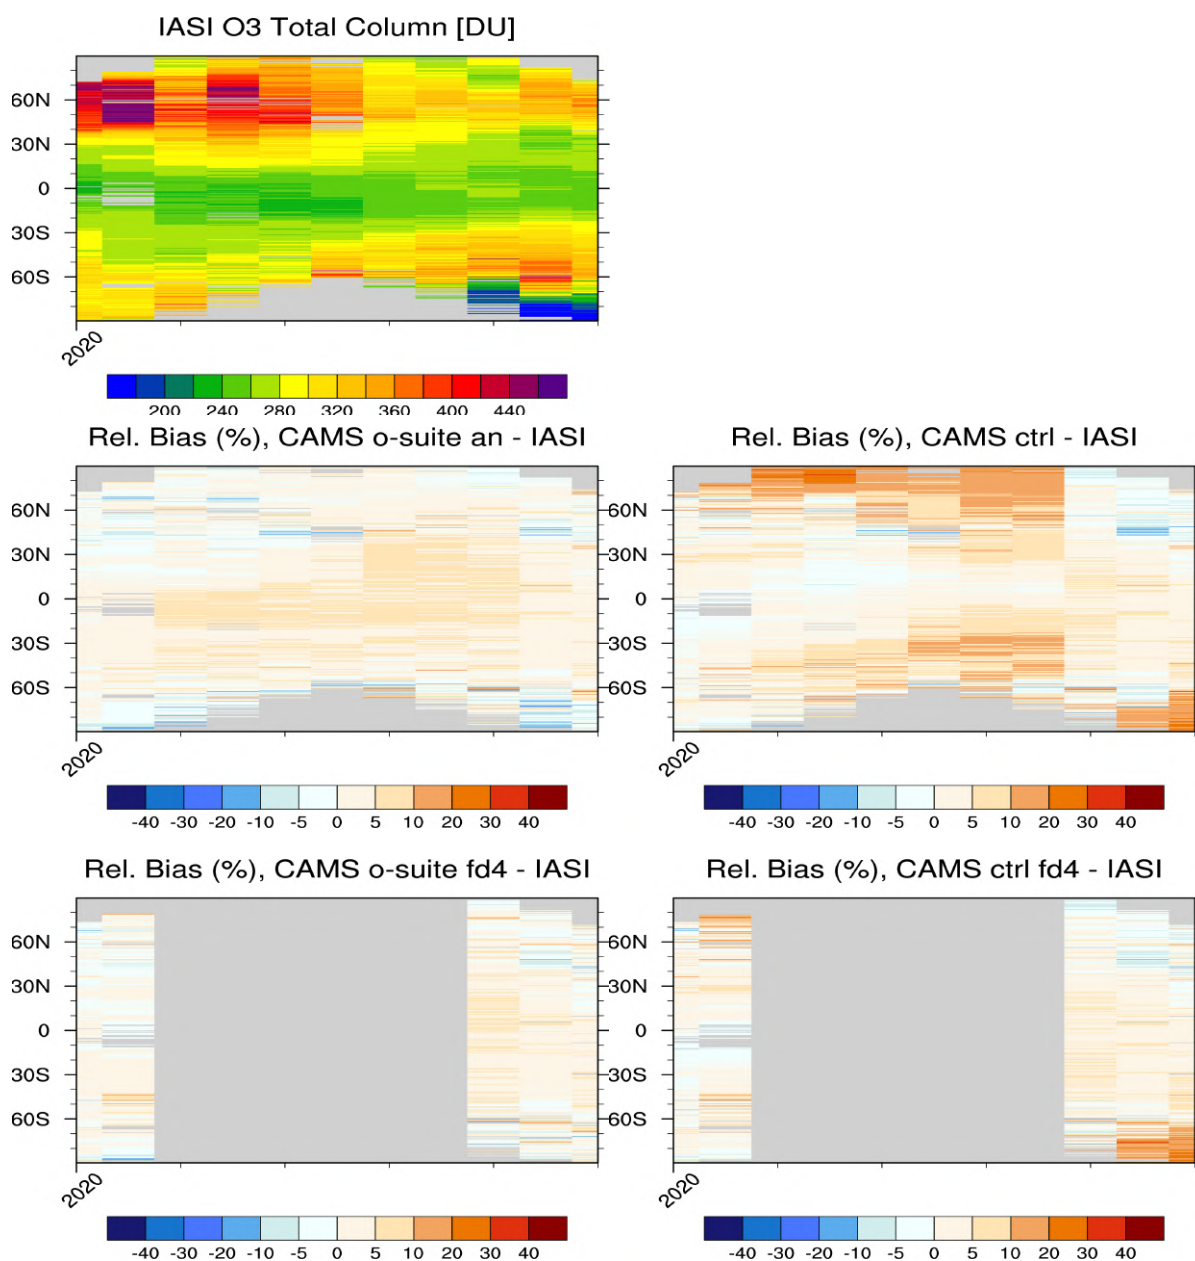 IASI O3 Total Column [DU]
60N
30N
0
30S
60S
2020
200 240 280 320 360 400 440
Rel. Bias (%), CAMS o-suite an - IASI
60N
30N
0
30S
60S
2020
-40 -30 -20 -10 -5 0 5 10 20 30 40
Rel. Bias (%), CAMS ctrl - IASI
60N
30N
0
30S
60S
2020
-40 -30 -20 -10 -5 0 5 10 20 30 40
Rel. Bias (%), CAMS o-suite fd4 - IASI
60N
30N
0
30S
60S
2020
-40 -30 -20 -10 -5 0 5 10 20 30 40
Rel. Bias (%), CAMS ctrl fd4 - IASI
60N
30N
0
30S
60S
2020
-40 -30 -20 -10 -5 0 5 10 20 30 40